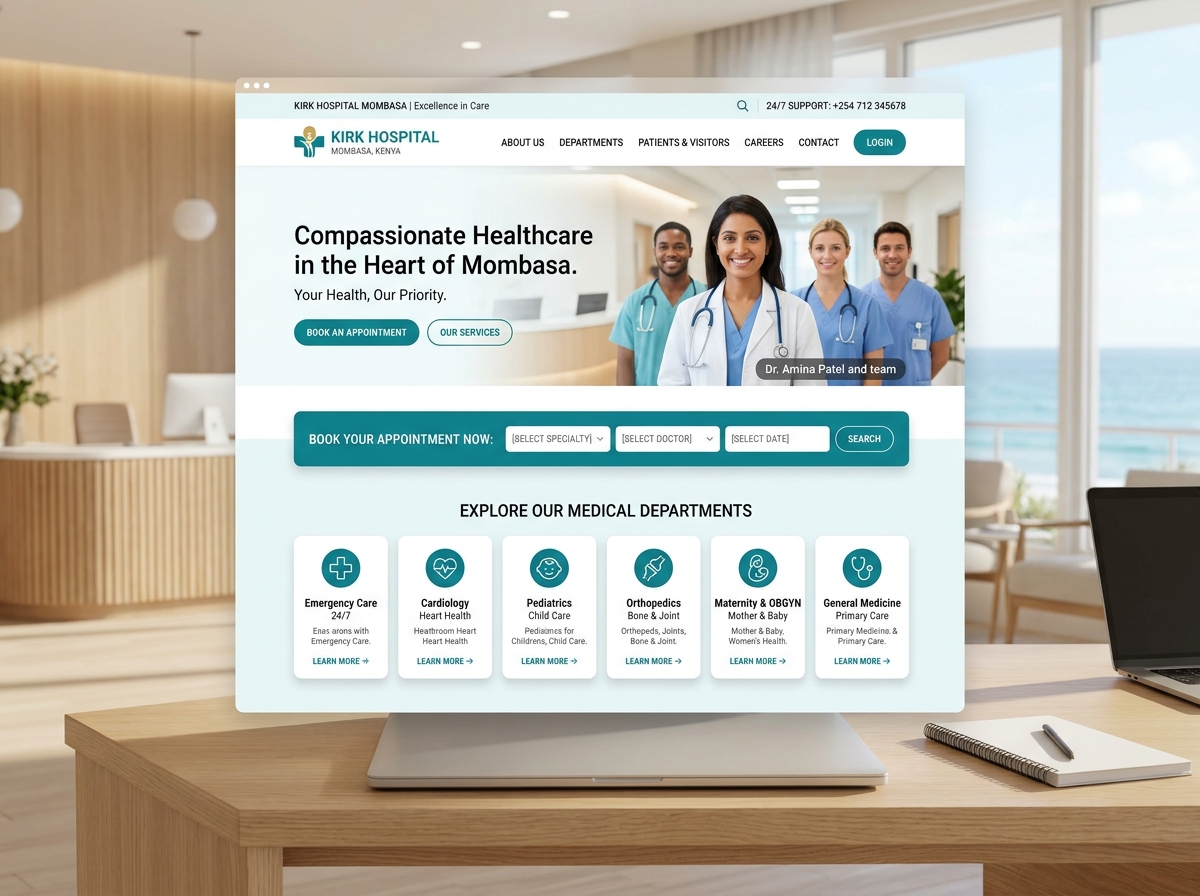 KIRK HOSPITAL MOMBASA | Excellence in Care
24/7 SUPPORT: +254 712 345678
KIRK HOSPITAL
MOMBASA, KENYA
ABOUT US DEPARTMENTS PATIENTS & VISITORS CAREERS CONTACT LOGIN
Compassionate Healthcare
in the Heart of Mombasa.
Your Health, Our Priority.
BOOK AN APPOINTMENT OUR SERVICES
Dr. Amina Patel and team
BOOK YOUR APPOINTMENT NOW: [SELECT SPECIALTY] [SELECT DOCTOR] [SELECT DATE] SEARCH
EXPLORE OUR MEDICAL DEPARTMENTS
Emergency Care
24/7
Enas arons with
Emergency Care.
LEARN MORE →
Cardiology
Heart Health
Heathroom Heart
Heart Health
LEARN MORE →
Pediatrics
Child Care
for
Childrens, Child Care.
LEARN MORE →
Orthopedics
Bone & Joint
Orthepeds, Joints,
Bone & Joint.
LEARN MORE →
Maternity & OBGYN
Mother & Baby
Mother & Baby,
Women's Health.
LEARN MORE →
General Medicine
Primary Care
Primary Medicine, &
Primary Care.
LEARN MORE →